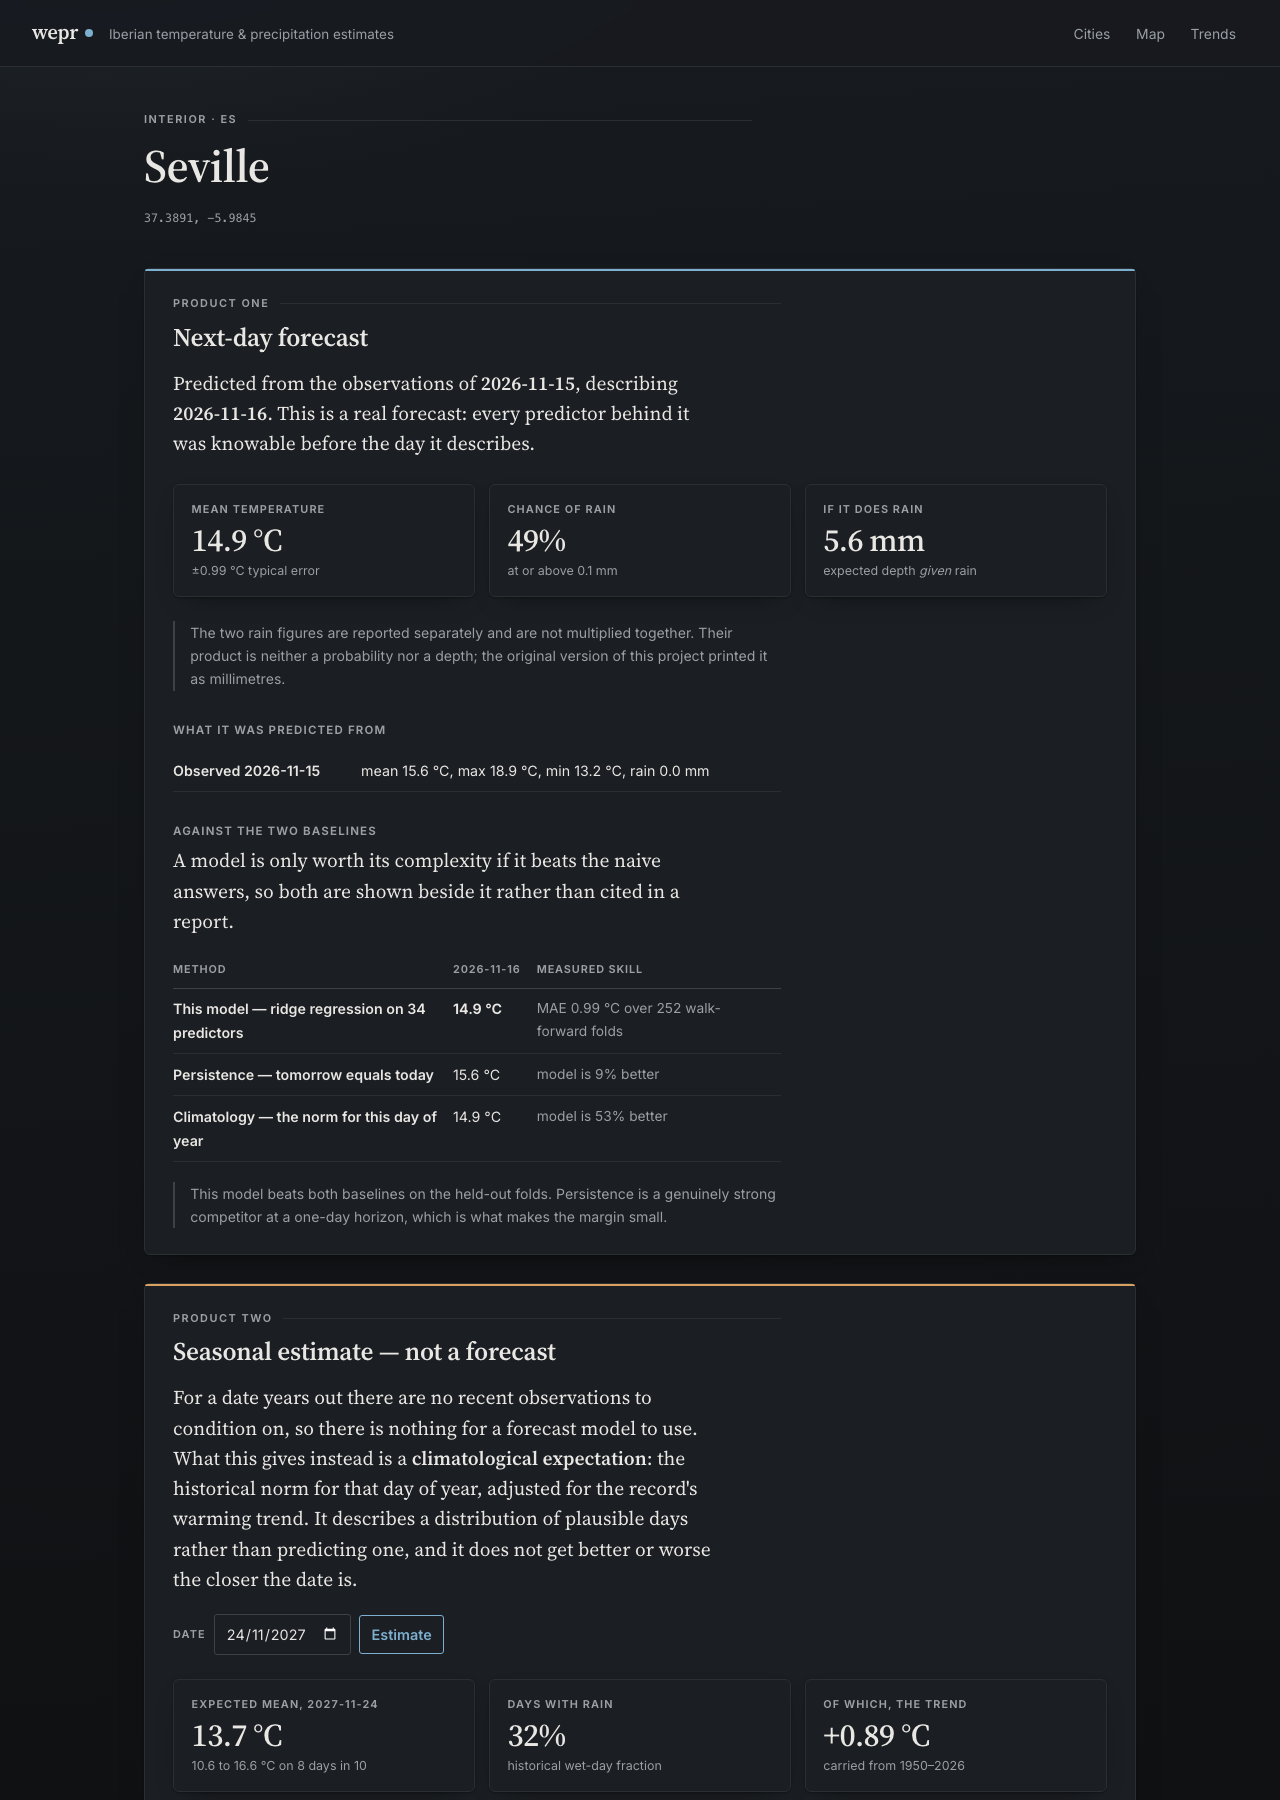 wepr Iberian temperature & precipitation estimates Cities Map Trends
INTERIOR · ES
Seville
37.3891, −5.9845
PRODUCT ONE
Next-day forecast
Predicted from the observations of 2026-11-15, describing
2026-11-16. This is a real forecast: every predictor behind it
was knowable before the day it describes.
MEAN TEMPERATURE CHANCE OF RAIN IF IT DOES RAIN
14.9 °C 49% 5.6 mm
±0.99 °C typical error at or above 0.1 mm expected depth given rain
The two rain figures are reported separately and are not multiplied together. Their
product is neither a probability nor a depth; the original version of this project printed it
as millimetres.
WHAT IT WAS PREDICTED FROM
Observed 2026-11-15 mean 15.6 °C, max 18.9 °C, min 13.2 °C, rain 0.0 mm
AGAINST THE TWO BASELINES
A model is only worth its complexity if it beats the naive
answers, so both are shown beside it rather than cited in a
report.
METHOD 2026-11-16 MEASURED SKILL
This model — ridge regression on 34 14.9 °C MAE 0.99 °C over 252 walk-
predictors forward folds
Persistence — tomorrow equals today 15.6 °C model is 9% better
Climatology — the norm for this day of 14.9 °C model is 53% better
year
This model beats both baselines on the held-out folds. Persistence is a genuinely strong
competitor at a one-day horizon, which is what makes the margin small.
PRODUCT TWO
Seasonal estimate — not a forecast
For a date years out there are no recent observations to
condition on, so there is nothing for a forecast model to use.
What this gives instead is a climatological expectation: the
historical norm for that day of year, adjusted for the record's
warming trend. It describes a distribution of plausible days
rather than predicting one, and it does not get better or worse
the closer the date is.
DATE 24/11/2027 Estimate
EXPECTED MEAN, 2027-11-24 DAYS WITH RAIN OF WHICH, THE TREND
13.7 °C 32% +0.89 °C
10.6 to 16.6 °C on 8 days in 10 historical wet-day fraction carried from 1950–2026